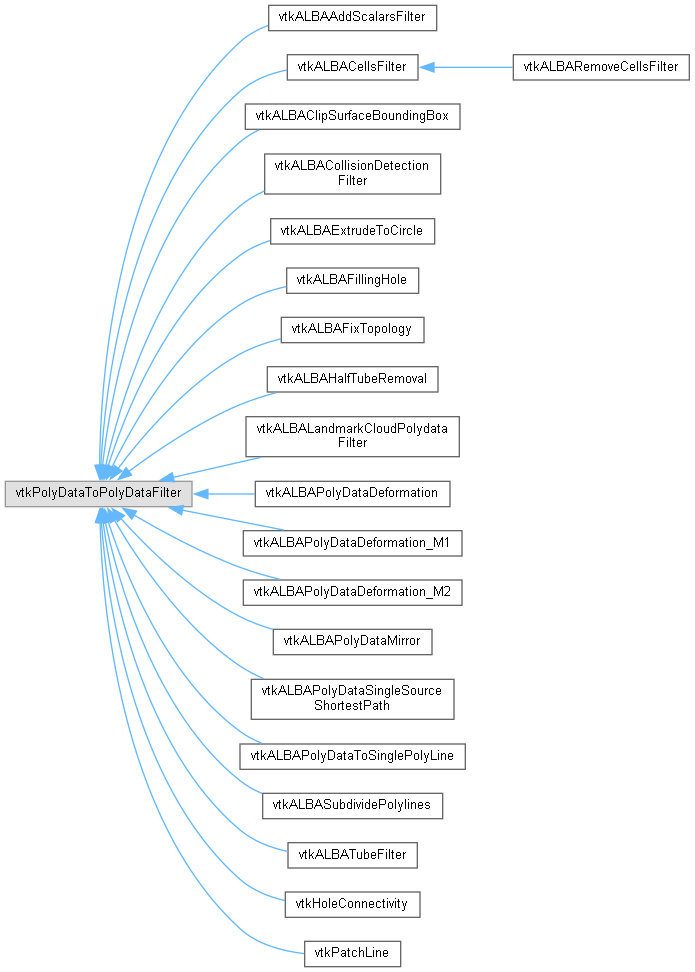 vtkALBAAddScalarsFilter
vtkALBACellsFilter
vtkALBARemoveCellsFilter
vtkALBAClipSurfaceBoundingBox
vtkALBACollisionDetection
Filter
vtkALBAExtrudeToCircle
vtkALBAFillingHole
vtkALBAFixTopology
vtkALBAHalfTubeRemoval
vtkALBALandmarkCloudPolydata
Filter
vtkPolyDataToPolyDataFilter
vtkALBAPolyDataDeformation
vtkALBAPolyDataDeformation_M1
vtkALBAPolyDataDeformation_M2
vtkALBAPolyDataMirror
vtkALBAPolyDataSingleSource
ShortestPath
vtkALBAPolyDataToSinglePolyLine
vtkALBASubdividePolylines
vtkALBATubeFilter
vtkHoleConnectivity
vtkPatchLine